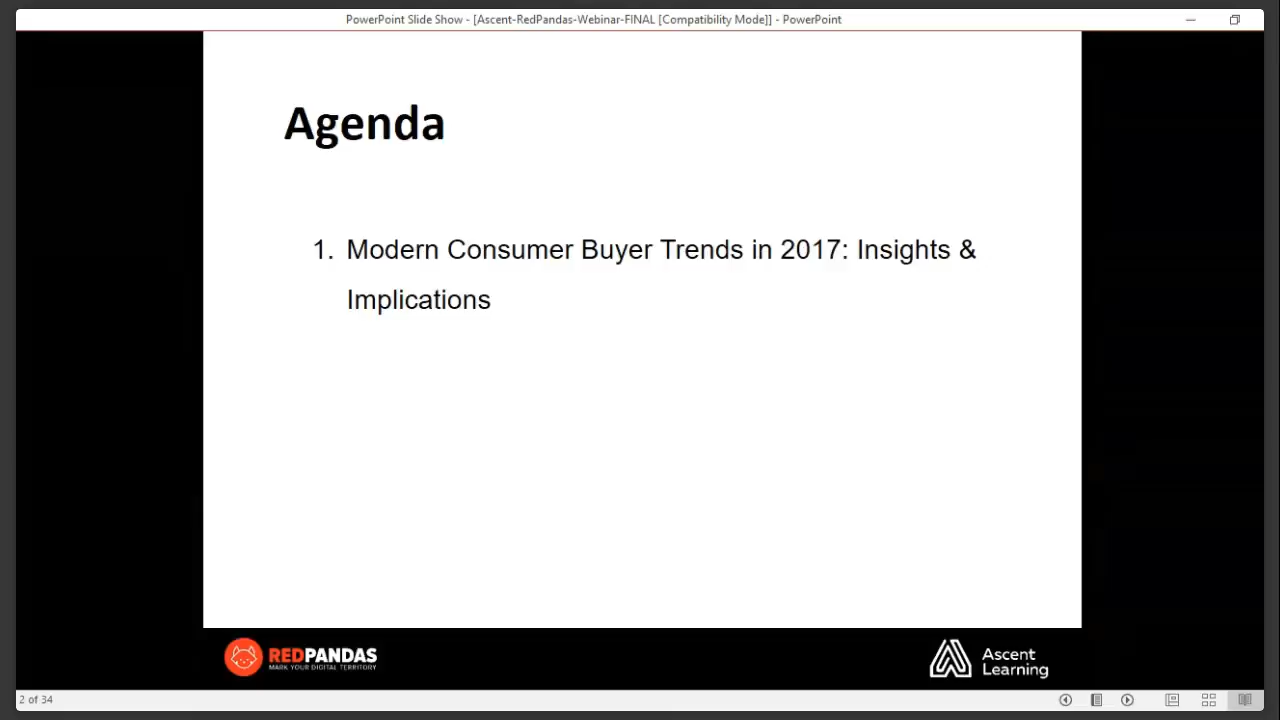 PowerPoint Slide Show - [Ascent-RedPandas-Webinar-FINAL [Compatibility Mode]] - PowerPoint
Agenda
1. Modern Consumer Buyer Trends in 2017: Insights &
Implications
REDPANDAS
MARK YOUR DIGITAL TERRITORY
Ascent
Learning
2 of 34